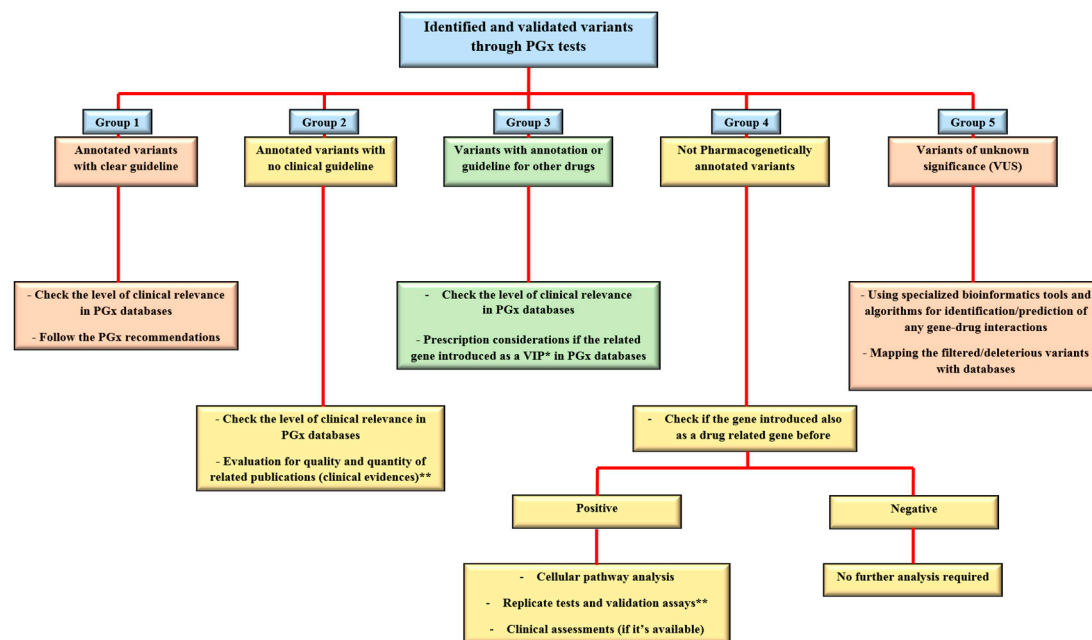 Identified and validated variants
through PGx tests
Group 1
Group 2
Group 3
Group 4
Group 5
Annotated variants
with clear guideline
Annotated variants with
no clinical guideline
Variants with annotation or
guideline for other drugs
Not Pharmacogenetically
annotated variants
Variants of unknown
significance (VUS)
- Check the level of clinical relevance
in PGx databases
- Follow the PGx recommendations
- Check the level of clinical relevance
in PGx databases
- Prescription considerations if the related
gene introduced as a VIP* in PGx databases
- Using specialized bioinformatics tools and
algorithms for identification/prediction of
any gene-drug interactions
- Mapping the filtered/deleterious variants
with databases
- Check the level of clinical relevance in
PGx databases
- Evaluation for quality and quantity of
related publications (clinical evidences)**
- Check if the gene introduced also
as a drug related gene before
Positive
Negative
- Cellular pathway analysis
- Replicate tests and validation assays**
- Clinical assessments (if it's available)
No further analysis required